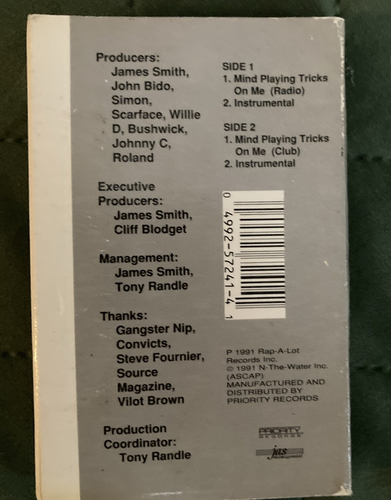 Producers:
James Smith,
John Bido,
Simon,
Scarface, Willie
D, Bushwick,
Johnny C,
Roland
Executive
Producers:
James Smith,
Cliff Blodget
Management:
James Smith,
Tony Randle
Thanks:
Gangster Nip,
Convicts,
Steve Fournier,
Source
Magazine,
Vilot Brown
Production
Coordinator:
Tony Randle
SIDE 1
1. Mind Playing Tricks
On Me (Radio)
2. Instrumental
SIDE 2
1. Mind Playing Tricks
On Me (Club)
2. Instrumental
0 4992-57241-4 1
P 1991 Rap-A-Lot
Records Inc.
© 1991 N-The-Water Inc.
(ASCAP)
MANUFACTURED AND
DISTRIBUTED BY
PRIORITY RECORDS
PRIORITY
RECORDS